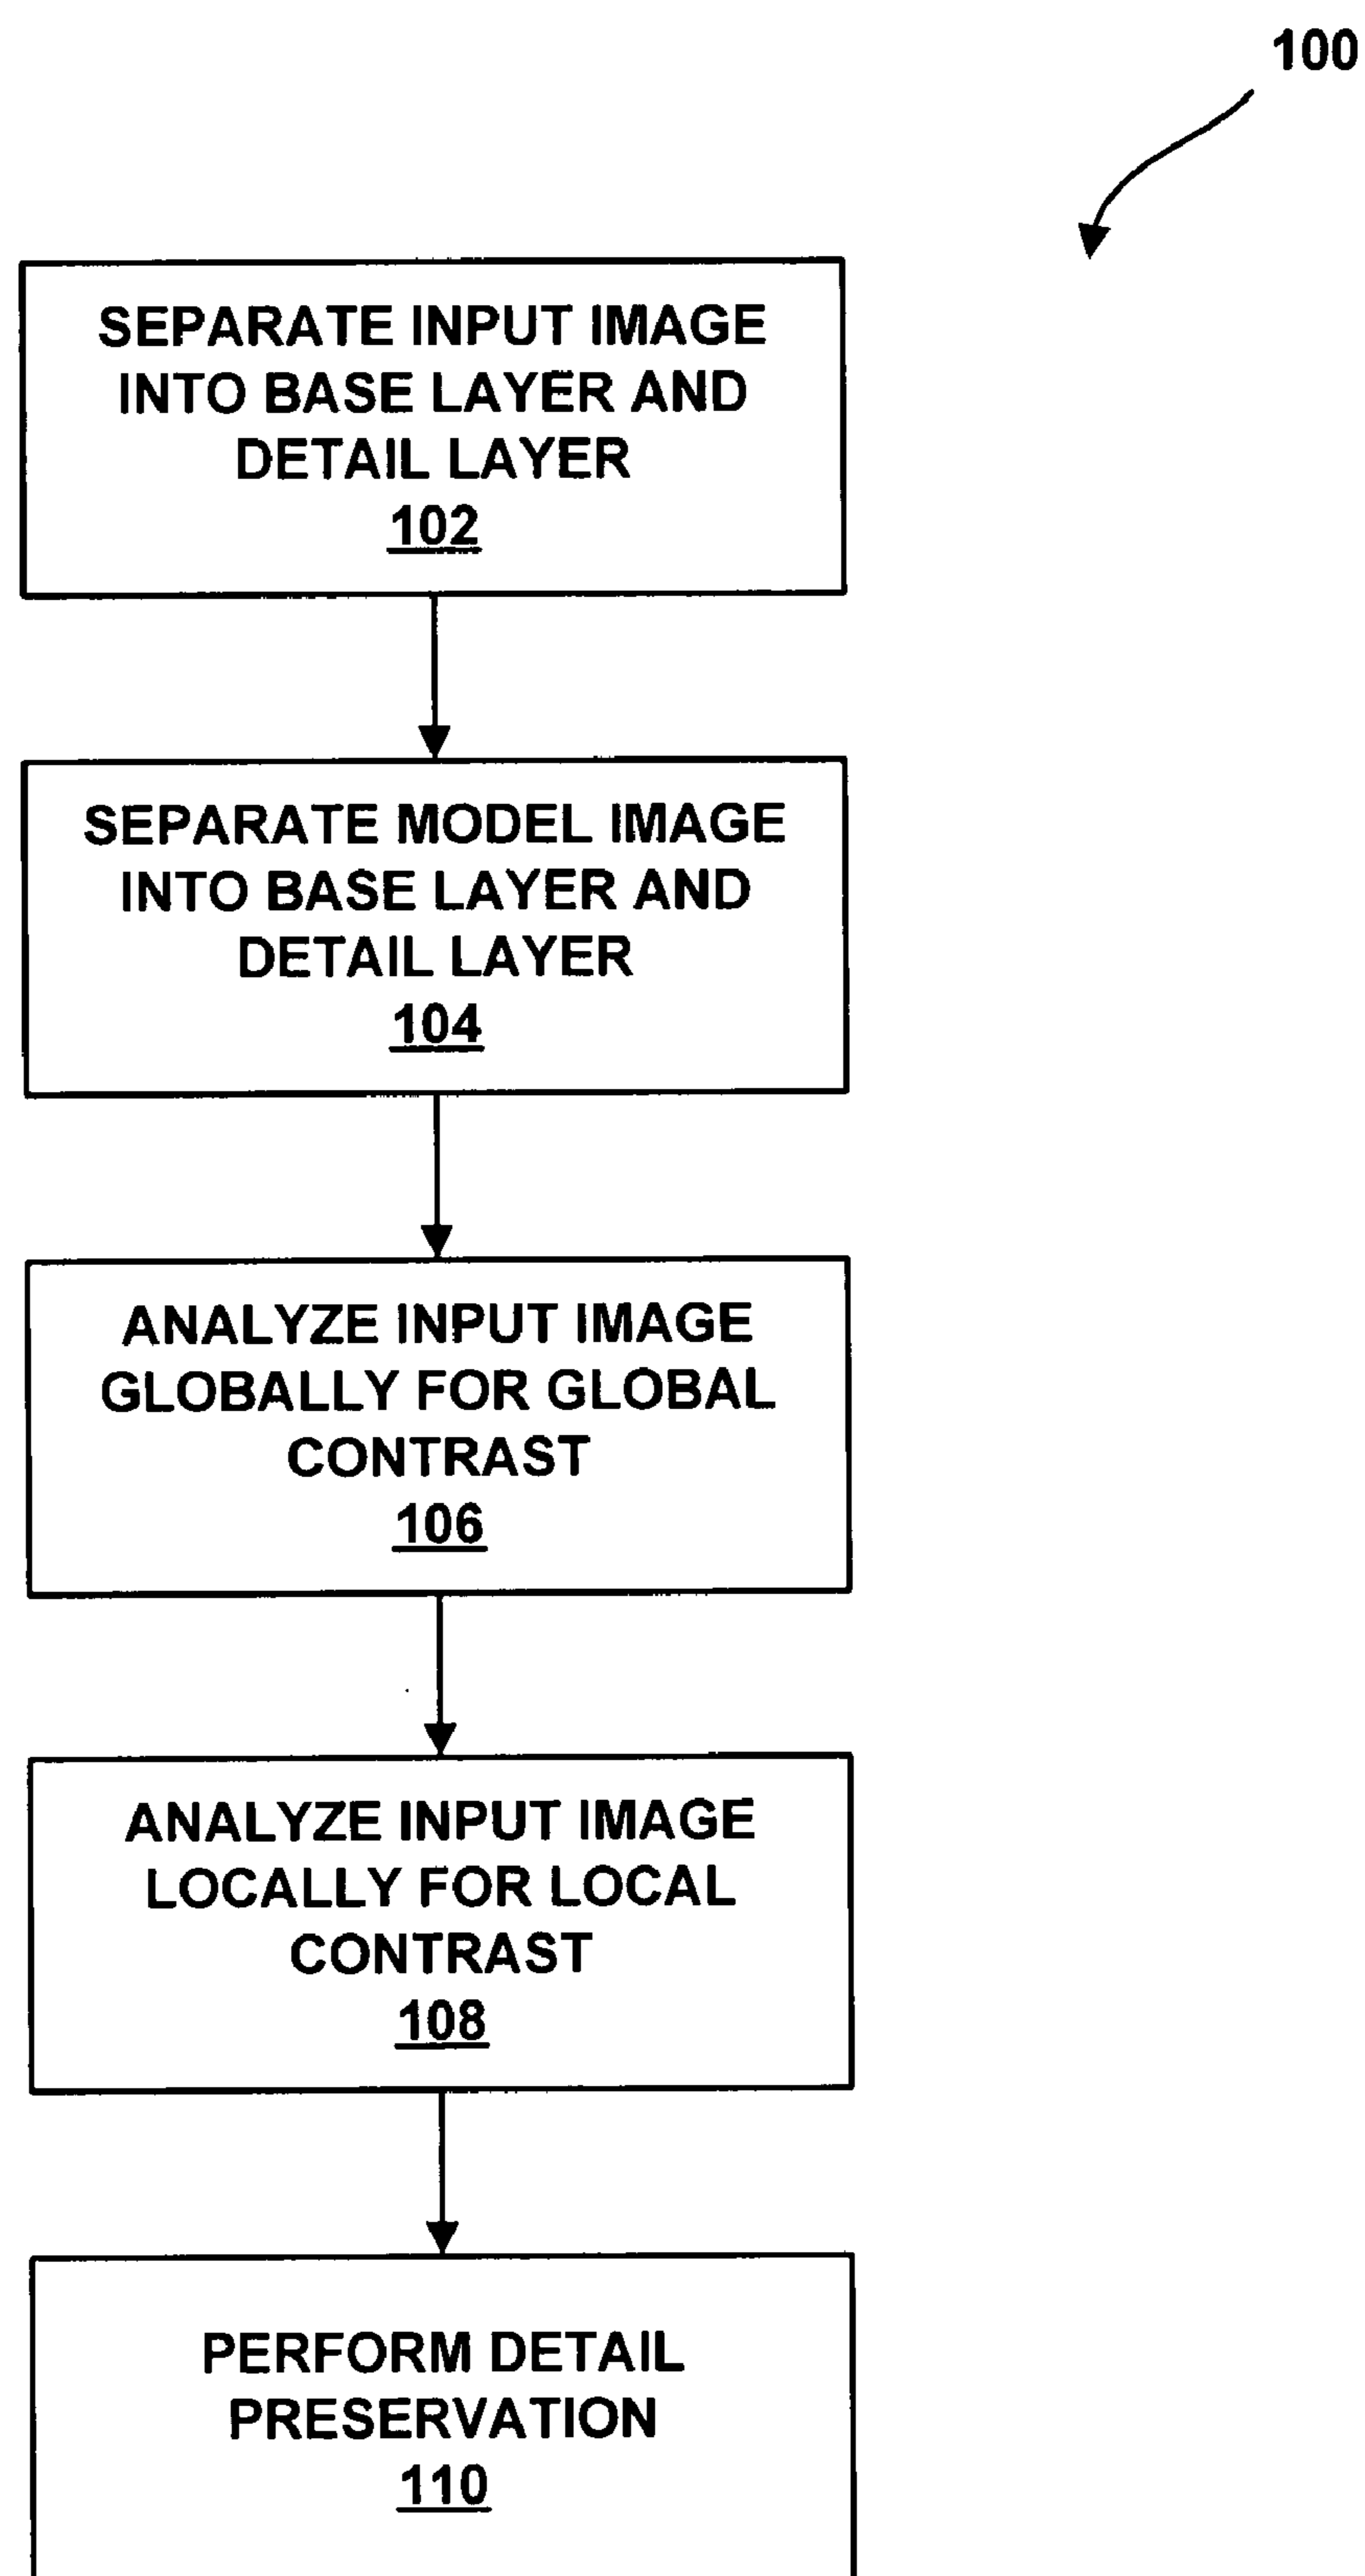 100
SEPARATE INPUT IMAGE
INTO BASE LAYER AND
DETAIL LAYER
102
SEPARATE MODEL IMAGE
INTO BASE LAYER AND
DETAIL LAYER
104
ANALYZE INPUT IMAGE
GLOBALLY FOR GLOBAL
CONTRAST
106
ANALYZE INPUT IMAGE
LOCALLY FOR LOCAL
CONTRAST
108
PERFORM DETAIL
PRESERVATION
110